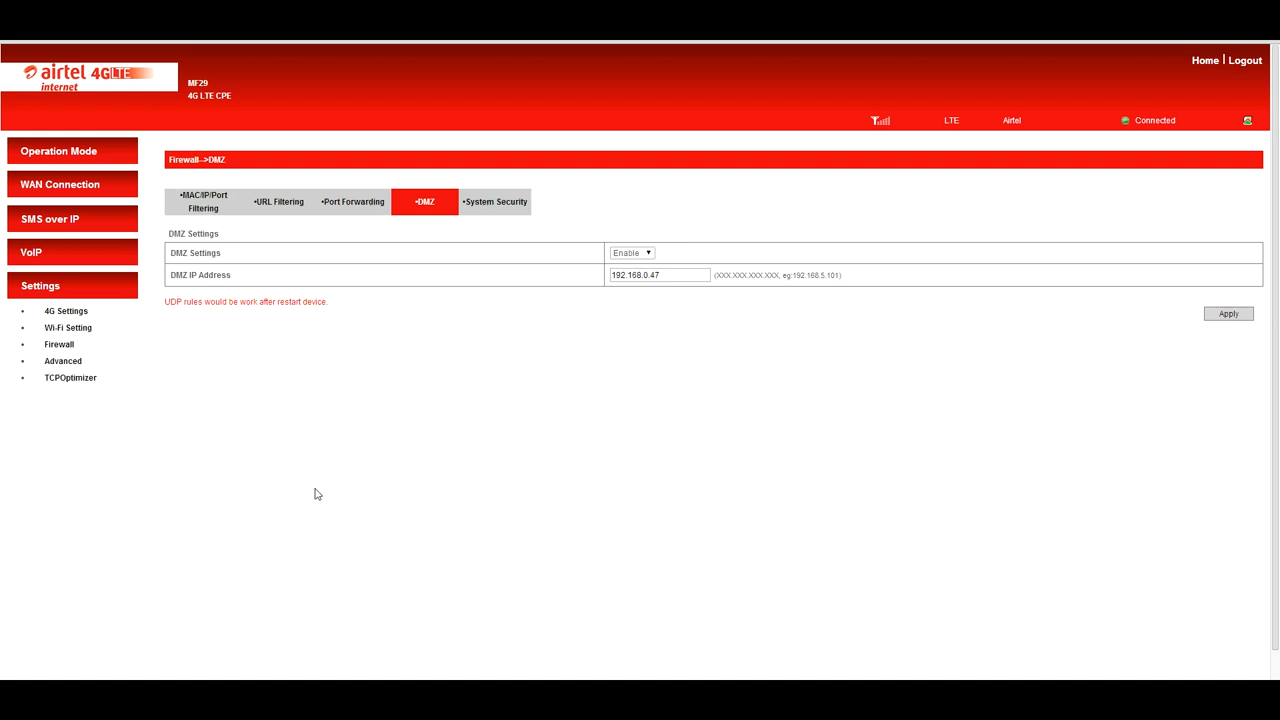 Home | Logout
airtel 4G LTE
internet
MF29
4G LTE CPE
LTE Airtel Connected
Operation Mode
WAN Connection
SMS over IP
VoIP
Settings
• 4G Settings
• Wi-Fi Setting
• Firewall
• Advanced
• TCPOptimizer
Firewall-->DMZ
•MAC/IP/Port
Filtering
•URL Filtering
•Port Forwarding
•DMZ
•System Security
DMZ Settings
DMZ Settings Enable
DMZ IP Address 192.168.0.47 (XXX.XXX.XXX.XXX, eg:192.168.5.101)
UDP rules would be work after restart device.
Apply